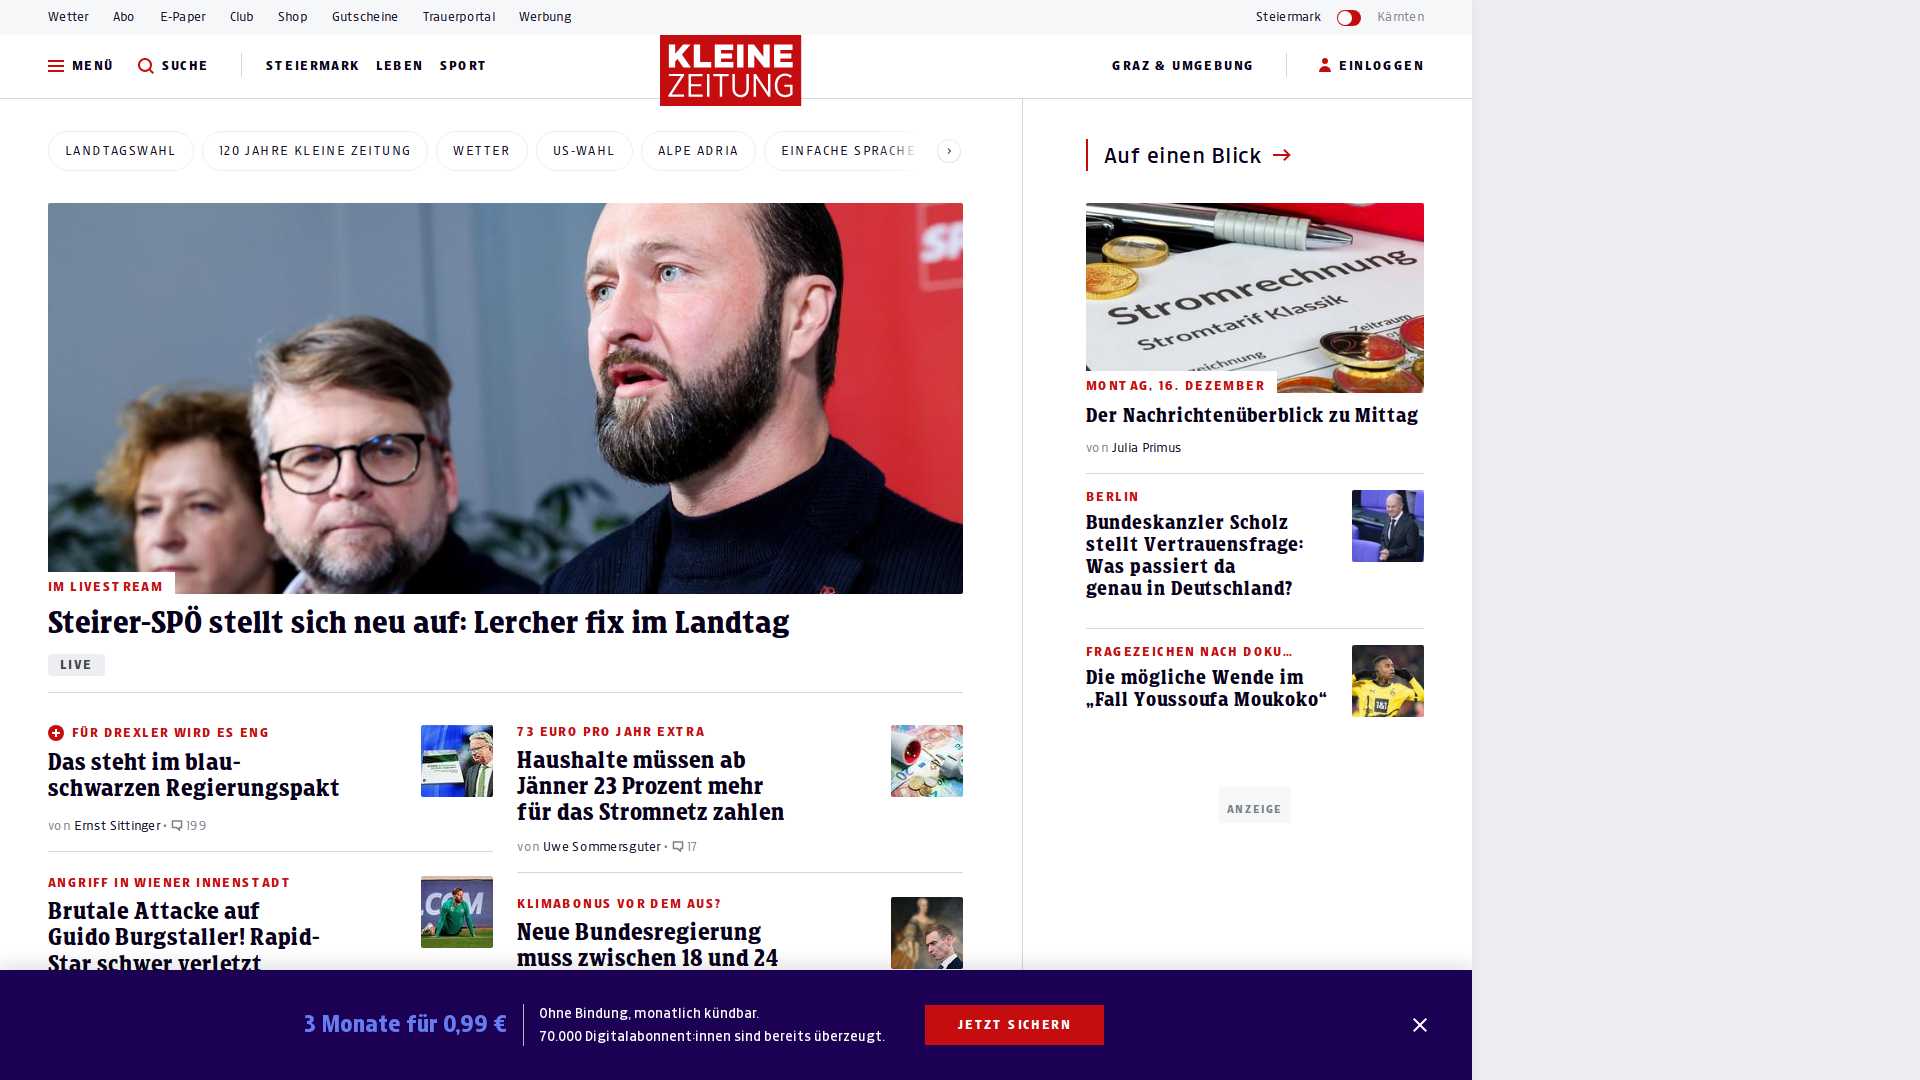 Wetter Abo E-Paper Club Shop Gutscheine Trauerportal Werbung Steiermark Kärnten
MENÜ SUCHE STEIERMARK LEBEN SPORT KLEINE ZEITUNG GRAZ & UMGEBUNG EINLOGGEN
LANDTAGSWAHL 120 JAHRE KLEINE ZEITUNG WETTER US-WAHL ALPE ADRIA EINFACHE SPRACHE
SP
IM LIVESTREAM
Steirer-SPÖ stellt sich neu auf: Lercher fix im Landtag
LIVE
FÜR DREXLER WIRD ES ENG
Das steht im blau-
schwarzen Regierungspakt
von Ernst Sittinger • 199
ANGRIFF IN WIENER INNENSTADT
Brutale Attacke auf
Guido Burgstaller! Rapid-
Star schwer verletzt
.COM
73 EURO PRO JAHR EXTRA
Haushalte müssen ab
Jänner 23 Prozent mehr
für das Stromnetz zahlen
von Uwe Sommersguter • 17
KLIMABONUS VOR DEM AUS?
Neue Bundesregierung
muss zwischen 18 und 24
Auf einen Blick
Stromrechnung
Stromtarif Klassik
Zeitraum
MONTAG, 16. DEZEMBER
Der Nachrichtenüberblick zu Mittag
von Julia Primus
BERLIN
Bundeskanzler Scholz
stellt Vertrauensfrage:
Was passiert da
genau in Deutschland?
FRAGEZEICHEN NACH DOKU...
Die mögliche Wende im
„Fall Youssoufa Moukoko“
1&1
ANZEIGE
3 Monate für 0,99 €
Ohne Bindung, monatlich kündbar.
70.000 Digitalabonnent:innen sind bereits überzeugt.
JETZT SICHERN